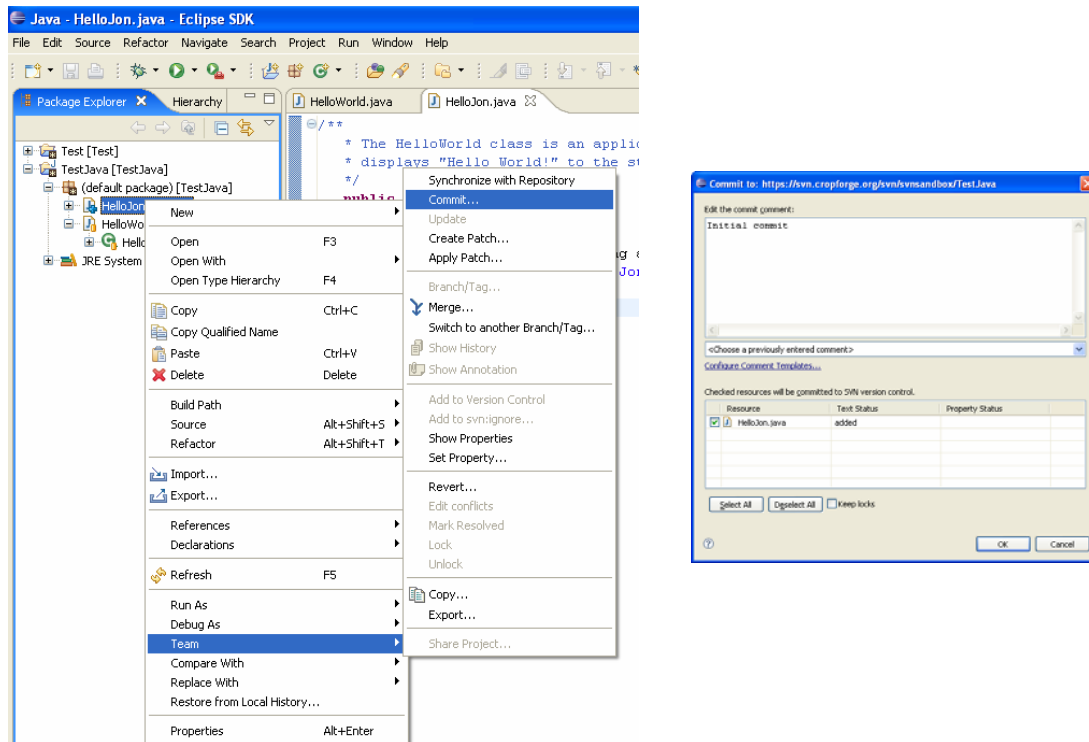 Java - HelloJon.java - Eclipse SDK
File Edit Source Refactor Navigate Search Project Run Window Help
Package Explorer
Hierarchy
HelloWorld.java
HelloJon.java
Test [Test]
TestJava [TestJava]
(default package) [TestJava]
HelloJon
HelloWo
Hello
JRE System
/**
* The HelloWorld class is an applic
* displays "Hello World!" to the st
*/
public
ng a
Jon
New
Open F3
Open With
Open Type Hierarchy F4
Copy Ctrl+C
Copy Qualified Name
Paste Ctrl+V
Delete Delete
Build Path
Source Alt+Shift+S
Refactor Alt+Shift+T
Import...
Export...
References
Declarations
Refresh F5
Run As
Debug As
Team
Compare With
Replace With
Restore from Local History...
Properties Alt+Enter
Synchronize with Repository
Commit...
Update
Create Patch...
Apply Patch...
Branch/Tag...
Merge...
Switch to another Branch/Tag...
Show History
Show Annotation
Add to Version Control
Add to svn:ignore...
Show Properties
Set Property...
Revert...
Edit conflicts
Mark Resolved
Lock
Unlock
Copy...
Export...
Share Project...
Commit to: https://svn.cropforge.org/svn/svnsandbox/TestJava
Edit the commit comment:
Initial commit
<Choose a previously entered comment>
Configure Comment Templates...
Checked resources will be committed to SVN version control.
Resource Text Status Property Status
HelloJon.java added
Select All Deselect All Keep locks
OK Cancel